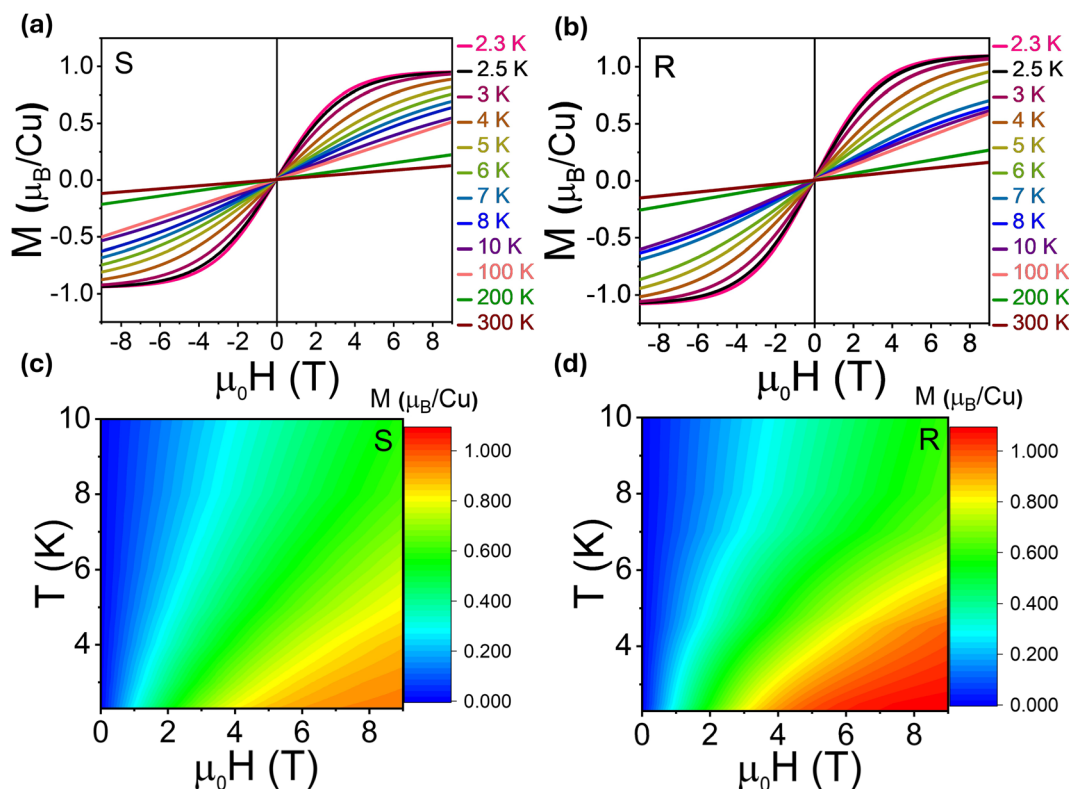 (a)
S
M (μB/Cu)
1.0
0.5
0.0
-0.5
-1.0
-8 -6 -4 -2 0 2 4 6 8
μ0H (T)
2.3 K
2.5 K
3 K
4 K
5 K
6 K
7 K
8 K
10 K
100 K
200 K
300 K
(b)
R
M (μB/Cu)
1.0
0.5
0.0
-0.5
-1.0
-8 -6 -4 -2 0 2 4 6 8
μ0H (T)
2.3 K
2.5 K
3 K
4 K
5 K
6 K
7 K
8 K
10 K
100 K
200 K
300 K
(c)
S
T (K)
10
8
6
4
0 2 4 6 8
μ0H (T)
M (μB/Cu)
1.000
0.800
0.600
0.400
0.200
0.000
(d)
R
T (K)
10
8
6
4
0 2 4 6 8
μ0H (T)
M (μB/Cu)
1.000
0.800
0.600
0.400
0.200
0.000